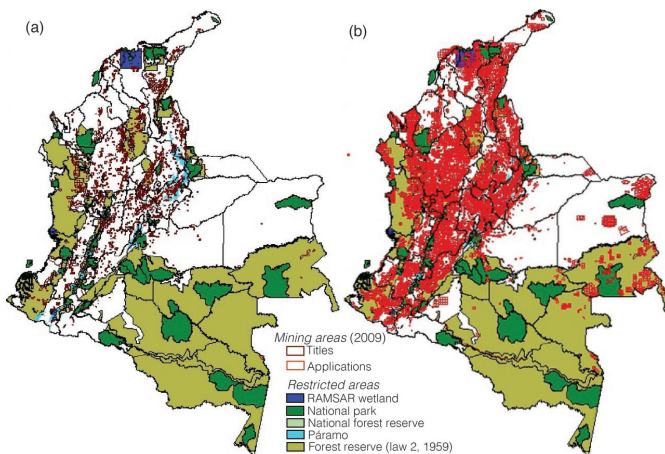 (a)
(b)
Mining areas (2009)
Titles
Applications
Restricted areas
RAMSAR wetland
National park
National forest reserve
Páramo
Forest reserve (law 2, 1959)